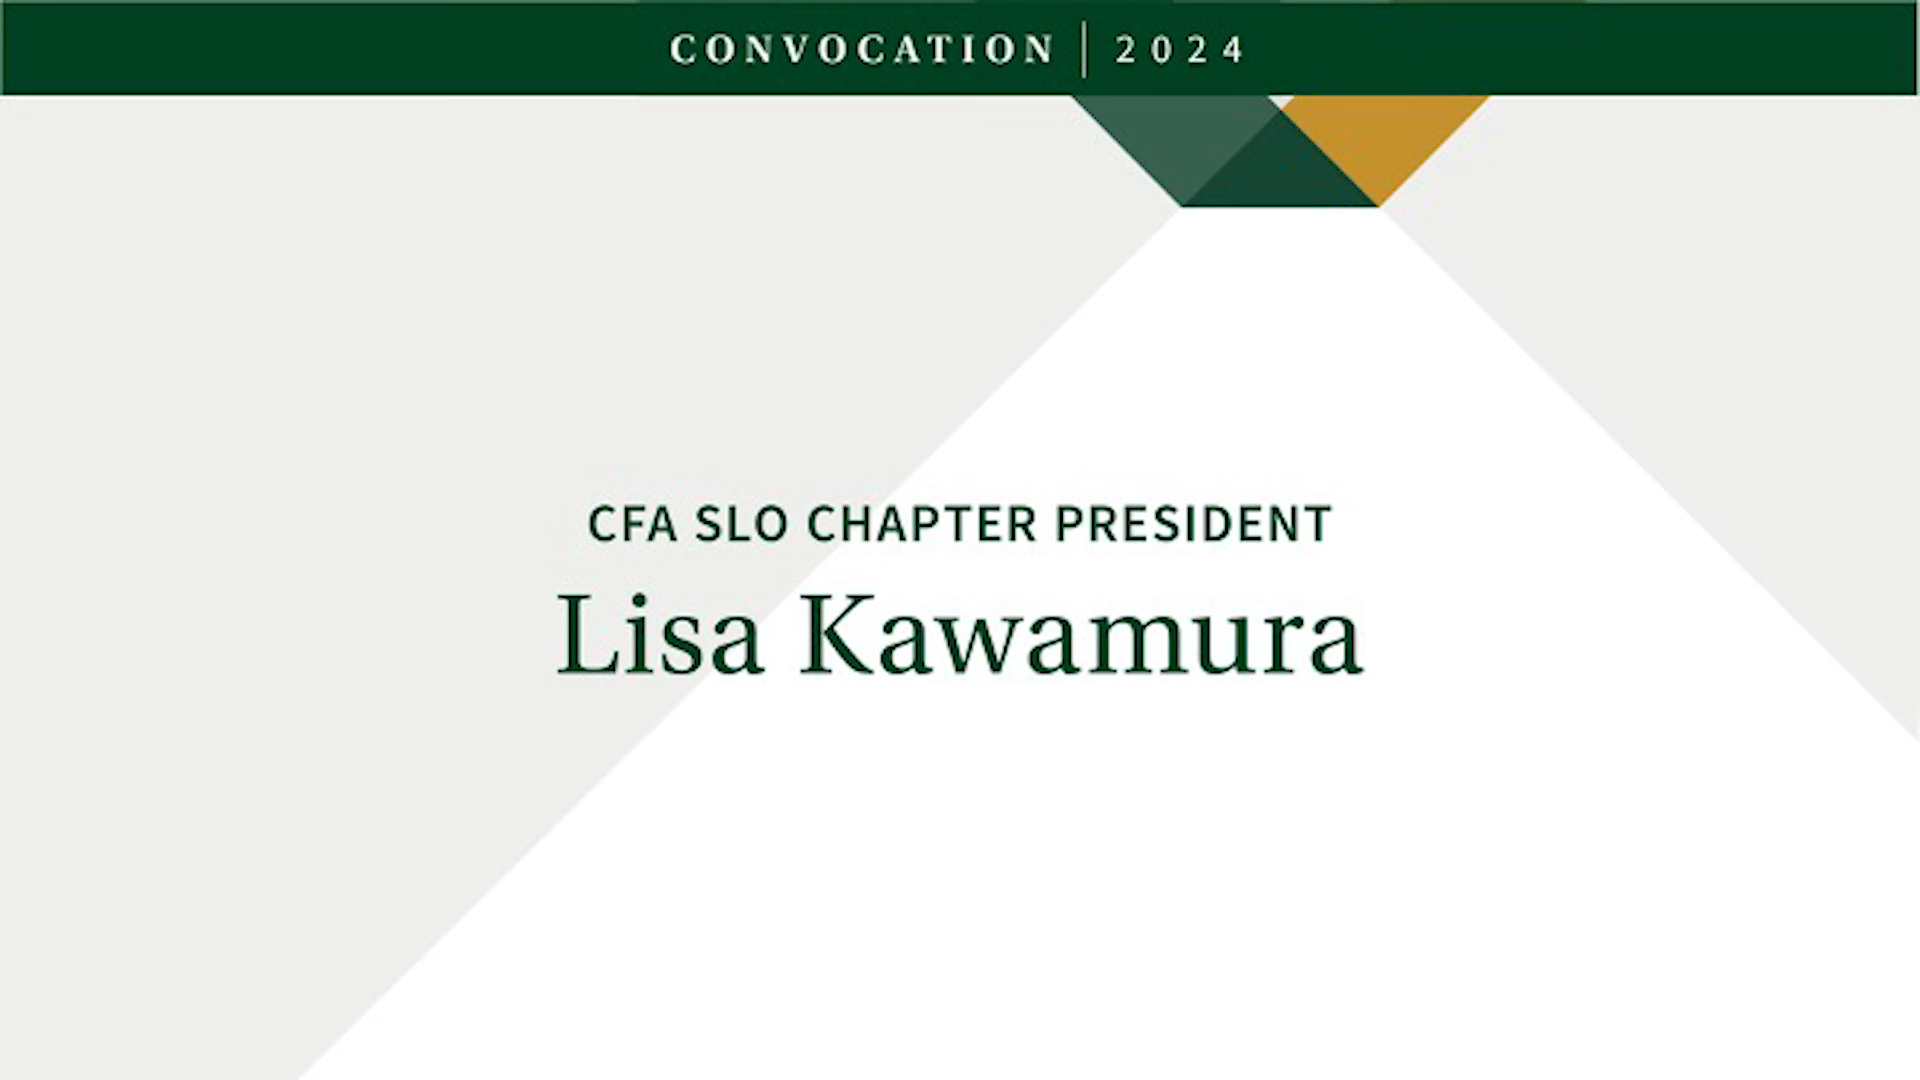 CONVOCATION | 2024
CFA SLO CHAPTER PRESIDENT
Lisa Kawamura